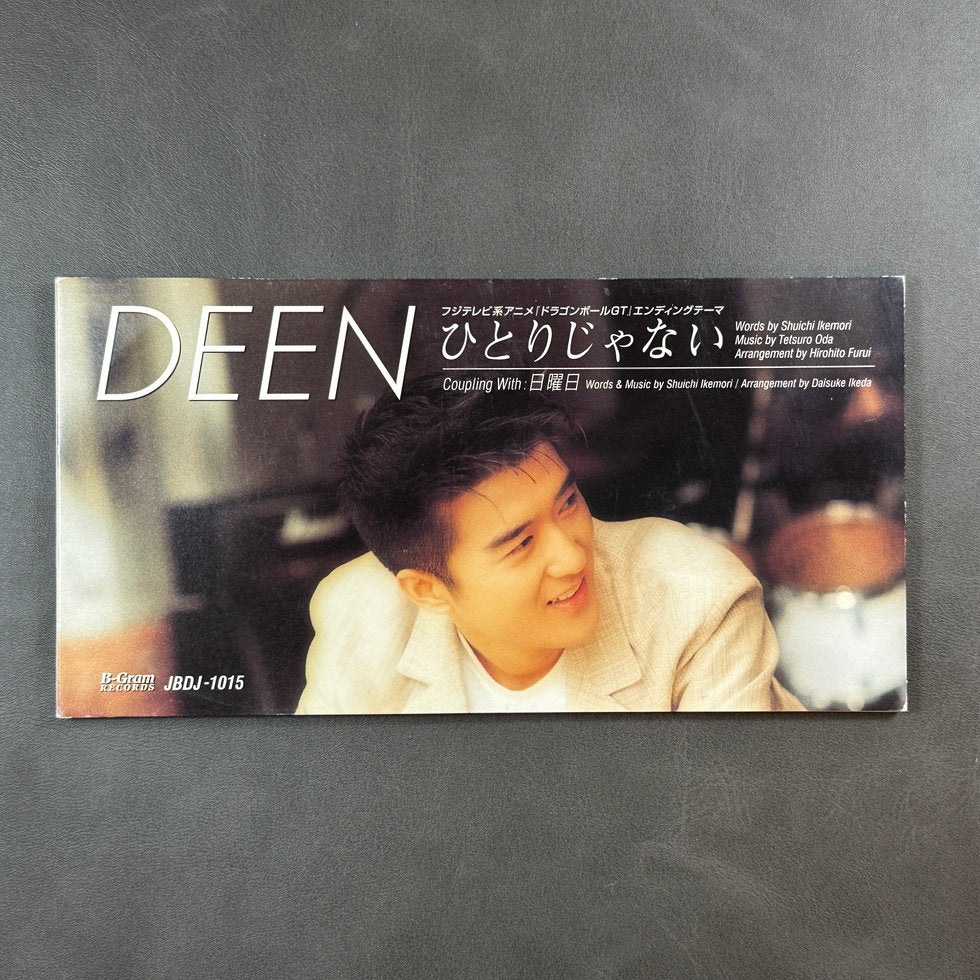 DEEN
フジテレビ系アニメ「ドラゴンボールGT」エンディングテーマ
ひとりじゃない
Words by Shuichi Ikemori
Music by Tetsuro Oda
Arrangement by Hirohito Furui
Coupling With : 日曜日 Words & Music by Shuichi Ikemori / Arrangement by Daisuke Ikeda
B-Gram
RECORDS
JBDJ-1015